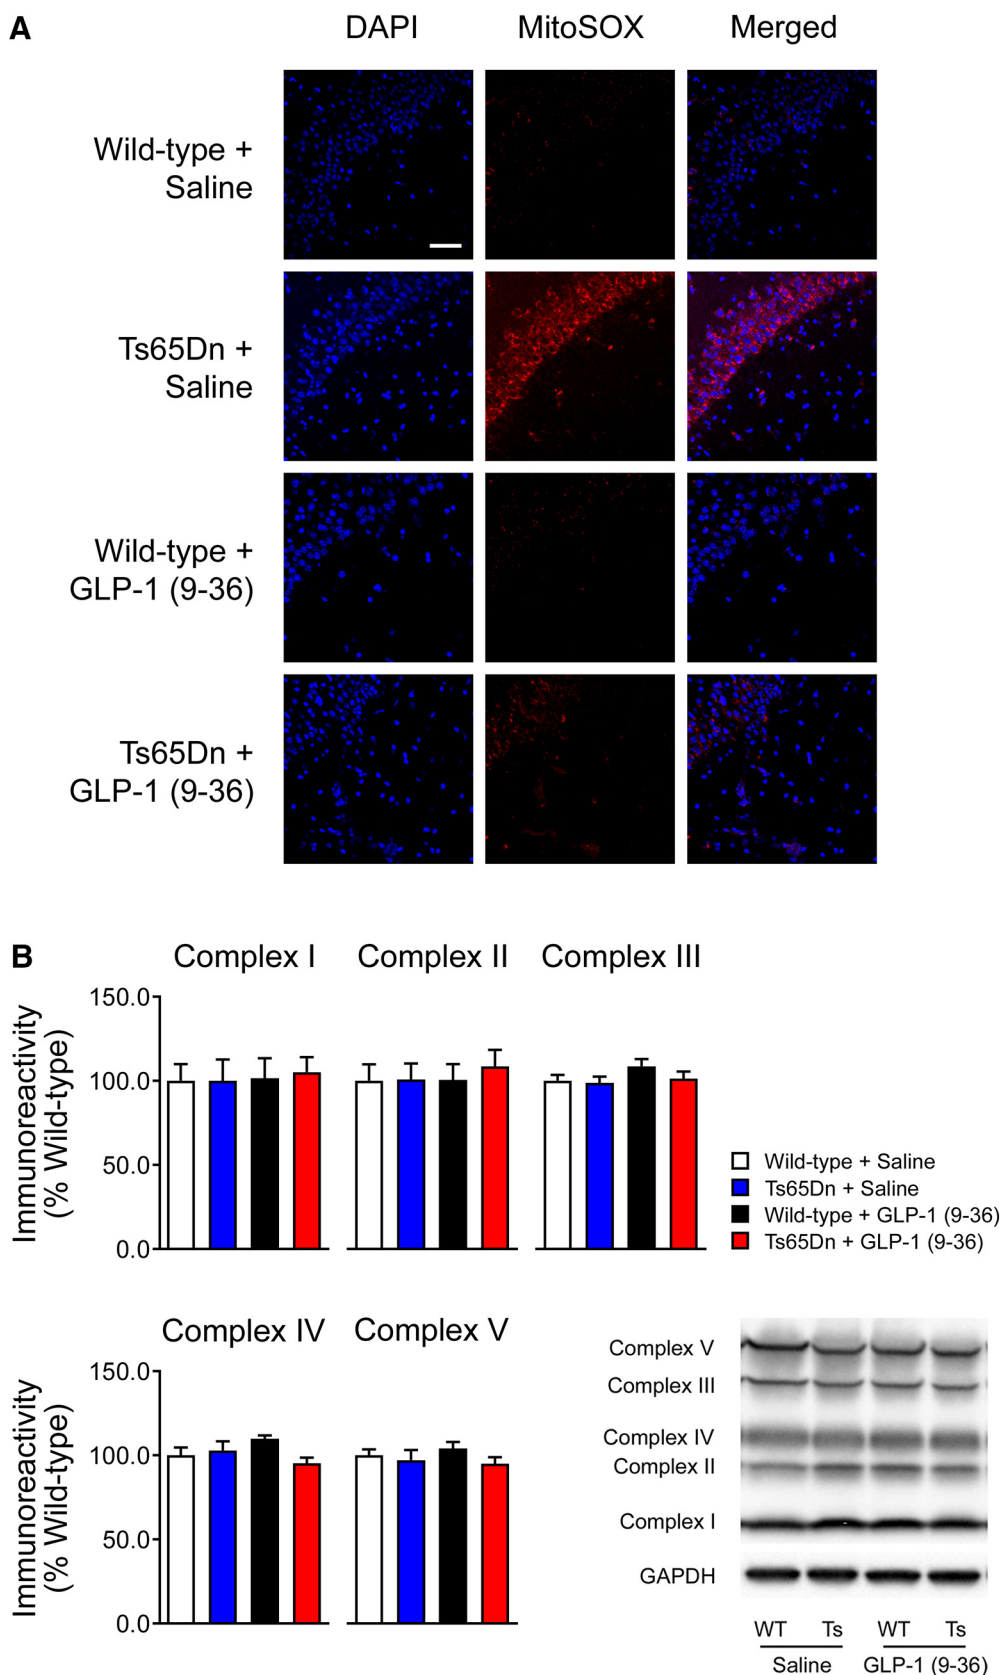 A
DAPI MitoSOX Merged
Wild-type +
Saline
Ts65Dn +
Saline
Wild-type +
GLP-1 (9-36)
Ts65Dn +
GLP-1 (9-36)
B
Complex I Complex II Complex III
Immunoreactivity
(% Wild-type)
150.0
100.0
50.0
0.0
Wild-type + Saline
Ts65Dn + Saline
Wild-type + GLP-1 (9-36)
Ts65Dn + GLP-1 (9-36)
Complex IV Complex V
Immunoreactivity
(% Wild-type)
150.0
100.0
50.0
0.0
Complex V
Complex III
Complex IV
Complex II
Complex I
GAPDH
WT Ts WT Ts
Saline GLP-1 (9-36)